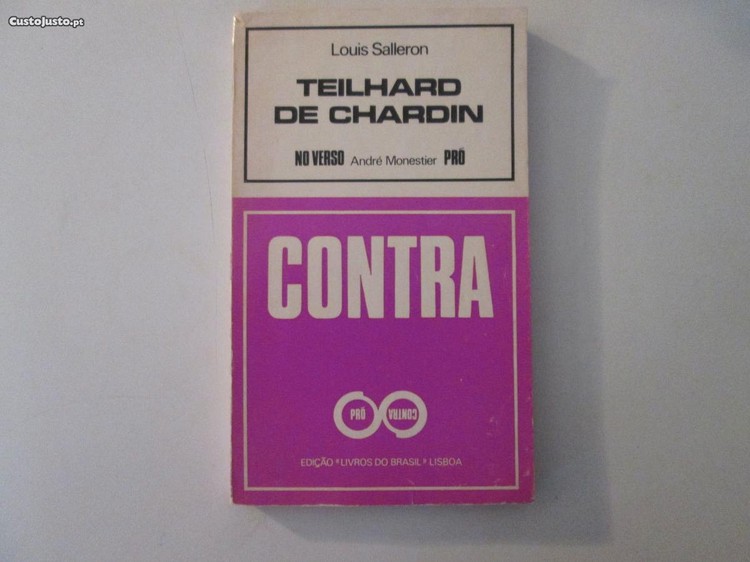 CustoJusto.pt
Louis Salleron
TEILHARD
DE CHARDIN
NO VERSO André Monestier PRÓ
CONTRA
PRÓ CONTRA
EDIÇÃO "LIVROS DO BRASIL" LISBOA